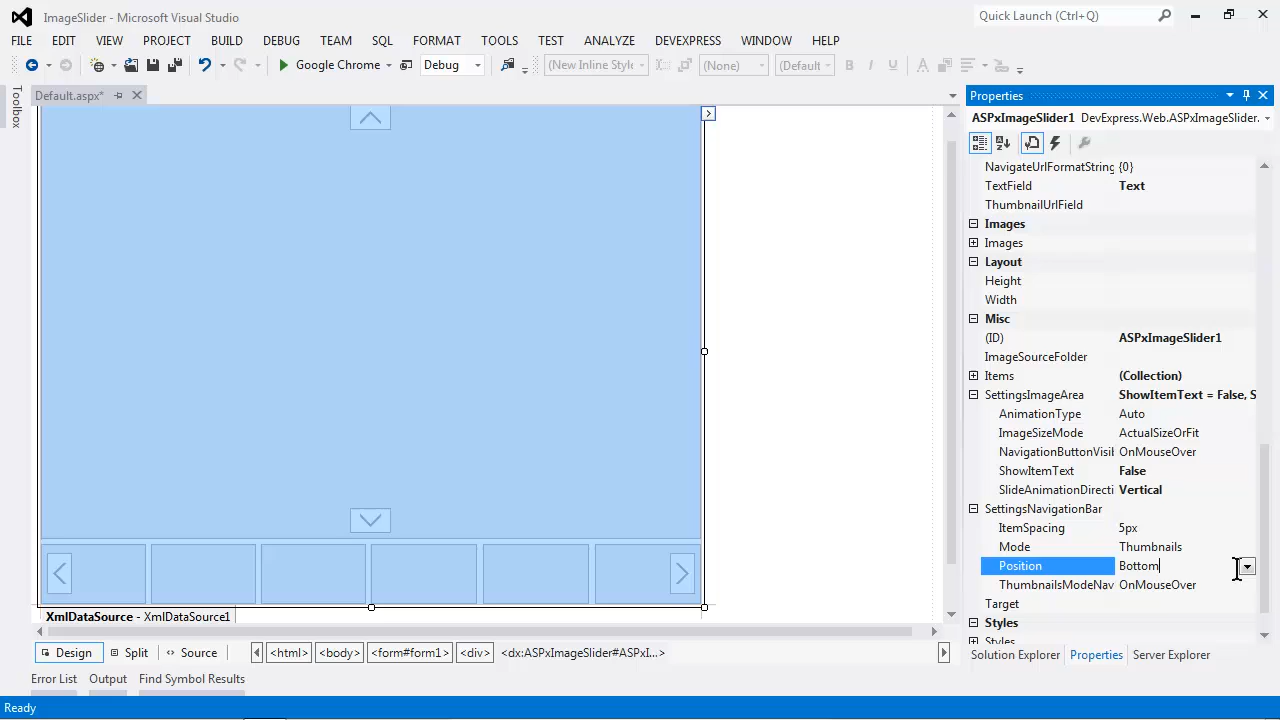 ImageSlider - Microsoft Visual Studio
Quick Launch (Ctrl+Q)
FILE EDIT VIEW PROJECT BUILD DEBUG TEAM SQL FORMAT TOOLS TEST ANALYZE DEVEXPRESS WINDOW HELP
Google Chrome Debug (New Inline Style (None) (Default B I U A
Toolbox
Default.aspx*
Properties
ASPxImageSlider1 DevExpress.Web.ASPxImageSlider.
NavigateUrlFormatString {0}
TextField Text
ThumbnailUrlField
Images
Images
Layout
Height
Width
Misc
(ID) ASPxImageSlider1
ImageSourceFolder
Items (Collection)
SettingsImageArea ShowItemText = False, S
AnimationType Auto
ImageSizeMode ActualSizeOrFit
NavigationButtonVisil OnMouseOver
ShowItemText False
SlideAnimationDirecti Vertical
SettingsNavigationBar
ItemSpacing 5px
Mode Thumbnails
Position Bottom
ThumbnailsModeNav OnMouseOver
Target
Styles
Styles
XmlDataSource - XmlDataSource1
Design Split Source <html> <body> <form#form1> <div> <dx:ASPxImageSlider#ASPxI...>
Solution Explorer Properties Server Explorer
Error List Output Find Symbol Results
Ready